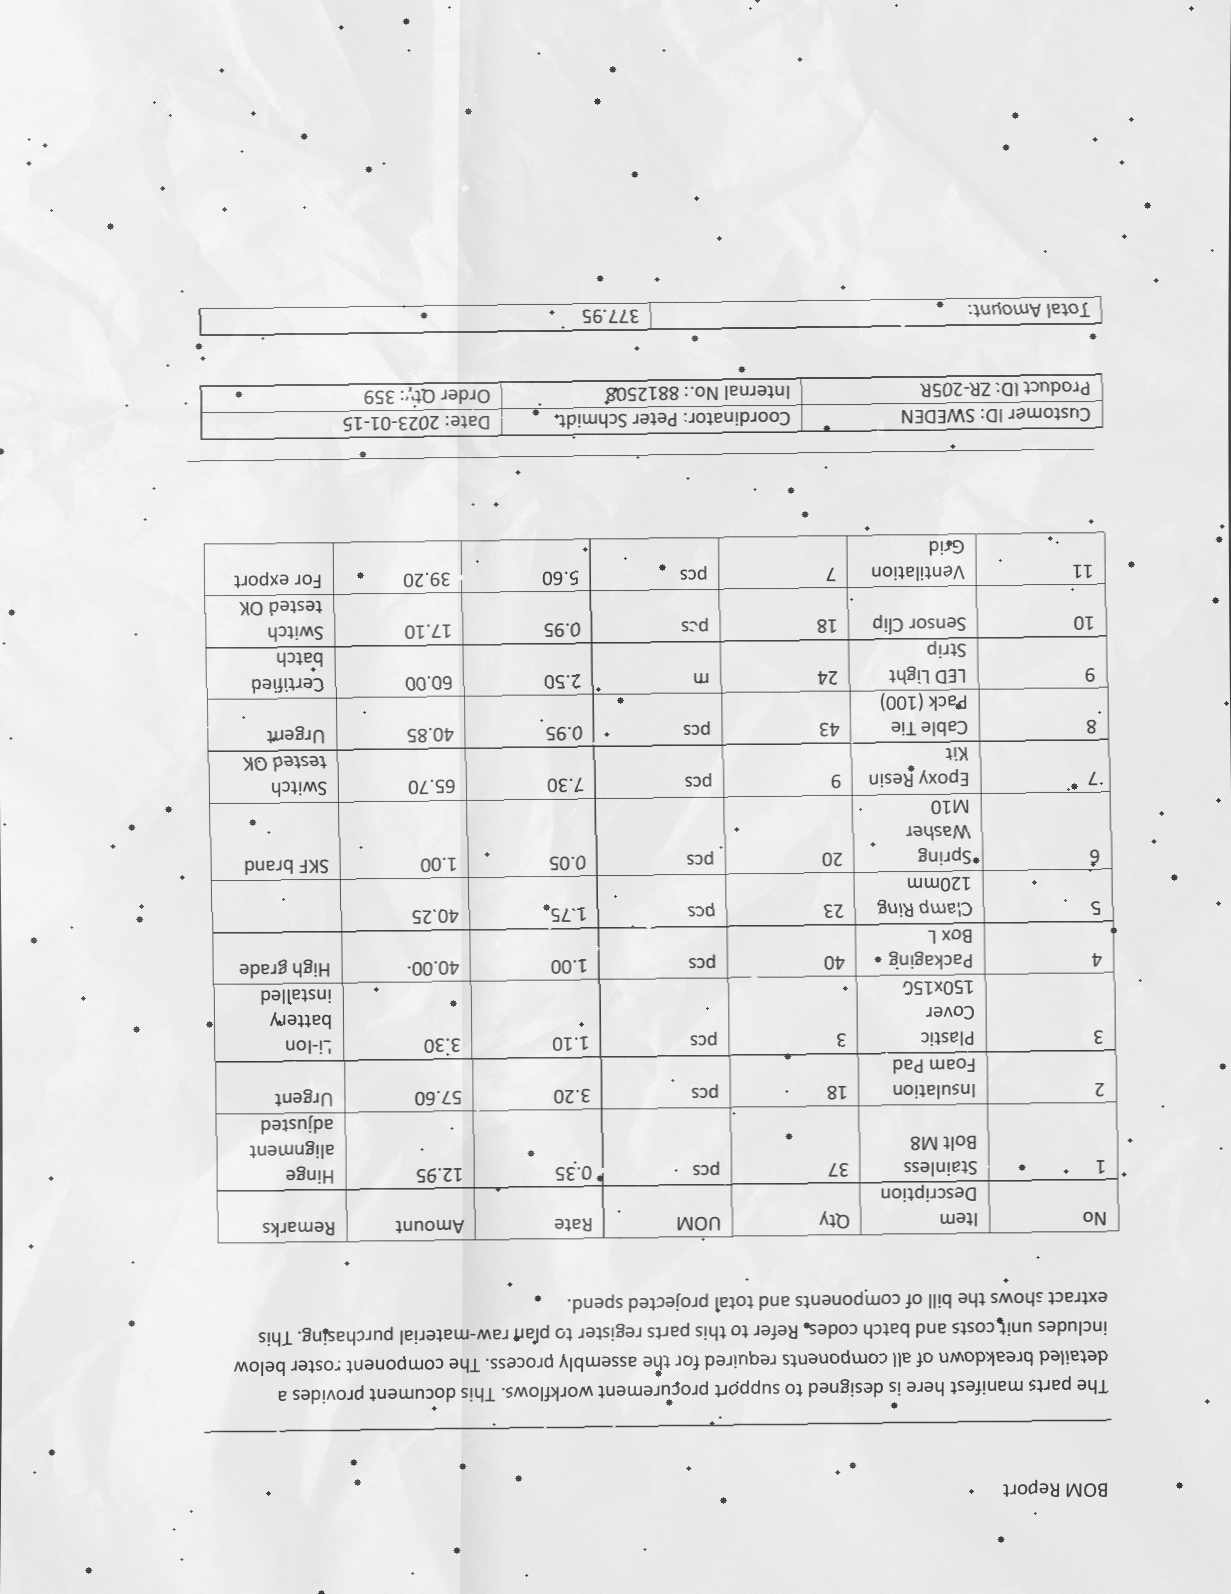 BOM Report
The parts manifest here is designed to support procurement workflows. This document provides a
detailed breakdown of all components required for the assembly process. The component roster below
includes unit costs and batch codes. Refer to this parts register to plan raw-material purchasing. This
extract shows the bill of components and total projected spend.
No Item Description Qty UOM Rate Amount Remarks
1 Stainless Bolt M8 37 pcs 0.35 12.95 Hinge alignment adjusted
2 Insulation Foam Pad 18 pcs 3.20 57.60 Urgent
3 Plastic Cover 150x150 3 pcs 1.10 3.30 Li-Ion battery installed
4 Packaging Box L 40 pcs 1.00 40.00 High grade
5 Clamp Ring 120mm 23 pcs 1.75 40.25
6 Spring Washer M10 20 pcs 0.05 1.00 SKF brand
7 Epoxy Resin Kit 9 pcs 7.30 65.70 Switch tested OK
8 Cable Tie Pack (100) 43 pcs 0.95 40.85 Urgent
9 LED Light Strip 24 m 2.50 60.00 Certified batch
10 Sensor Clip 18 pcs 0.95 17.10 Switch tested OK
11 Ventilation Grid 7 pcs 5.60 39.20 For export
Customer ID: SWEDEN Coordinator: Peter Schmidt Date: 2023-01-15
Product ID: ZR-205R Internal No.: 8812508 Order Qty: 359
Total Amount: 377.95